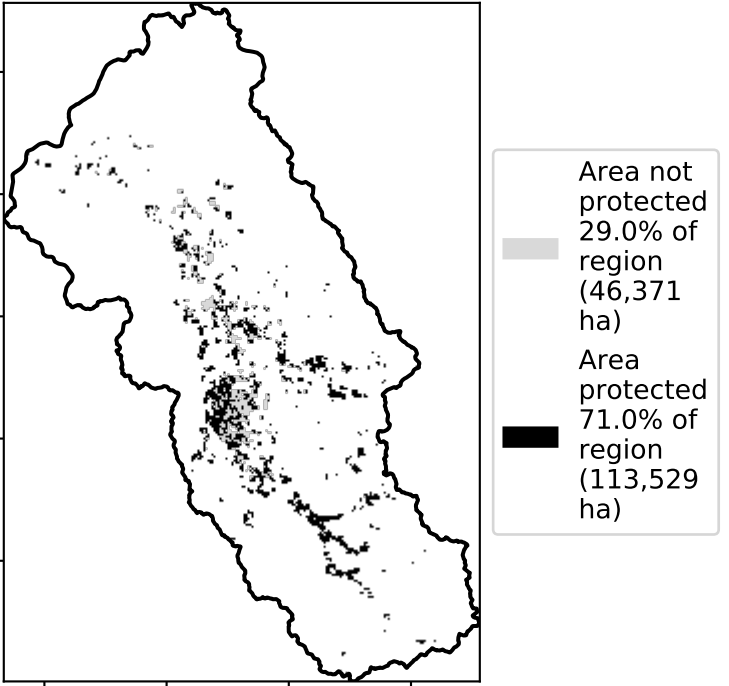 Area not
protected
29.0% of
region
(46,371
ha)
Area
protected
71.0% of
region
(113,529
ha)